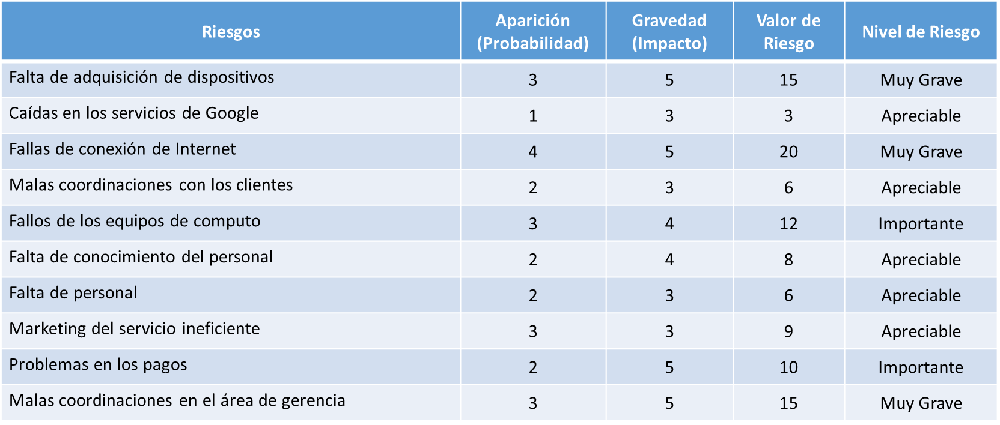 Riesgos Aparición (Probabilidad) Gravedad (Impacto) Valor de Riesgo Nivel de Riesgo
Falta de adquisición de dispositivos 3 5 15 Muy Grave
Caídas en los servicios de Google 1 3 3 Apreciable
Fallas de conexión de Internet 4 5 20 Muy Grave
Malas coordinaciones con los clientes 2 3 6 Apreciable
Fallos de los equipos de computo 3 4 12 Importante
Falta de conocimiento del personal 2 4 8 Apreciable
Falta de personal 2 3 6 Apreciable
Marketing del servicio ineficiente 3 3 9 Apreciable
Problemas en los pagos 2 5 10 Importante
Malas coordinaciones en el área de gerencia 3 5 15 Muy Grave